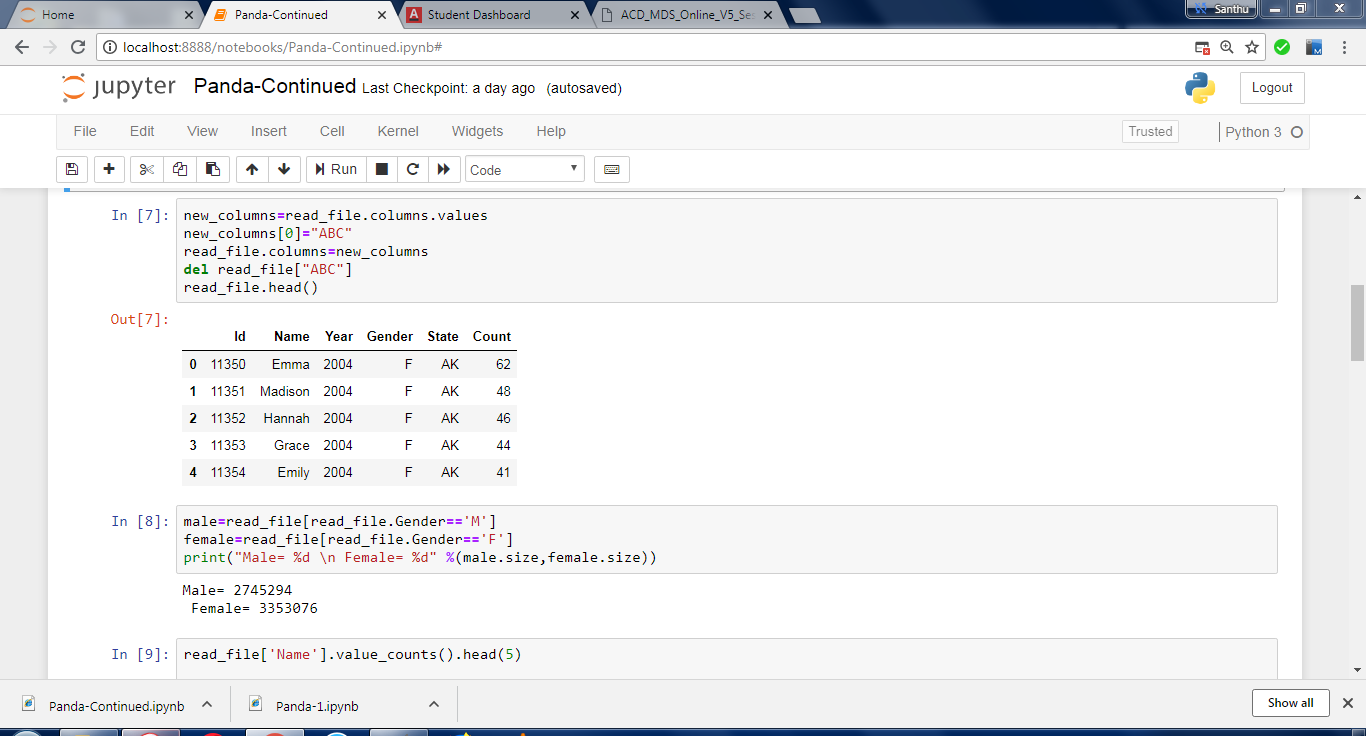 Home
Panda-Continued
Student Dashboard
ACD_MDS_Online_V5_Se
Santhu
localhost:8888/notebooks/Panda-Continued.ipynb#
jupyter Panda-Continued Last Checkpoint: a day ago (autosaved)
Logout
File Edit View Insert Cell Kernel Widgets Help
Trusted
Python 3
Run
Code
In [7]:
new_columns=read_file.columns.values
new_columns[0]="ABC"
read_file.columns=new_columns
del read_file["ABC"]
read_file.head()
Out[7]:
Id Name Year Gender State Count
0 11350 Emma 2004 F AK 62
1 11351 Madison 2004 F AK 48
2 11352 Hannah 2004 F AK 46
3 11353 Grace 2004 F AK 44
4 11354 Emily 2004 F AK 41
In [8]:
male=read_file[read_file.Gender=='M']
female=read_file[read_file.Gender=='F']
print("Male= %d \n Female= %d" %(male.size,female.size))
Male= 2745294
Female= 3353076
In [9]:
read_file['Name'].value_counts().head(5)
Panda-Continued.ipynb
Panda-1.ipynb
Show all